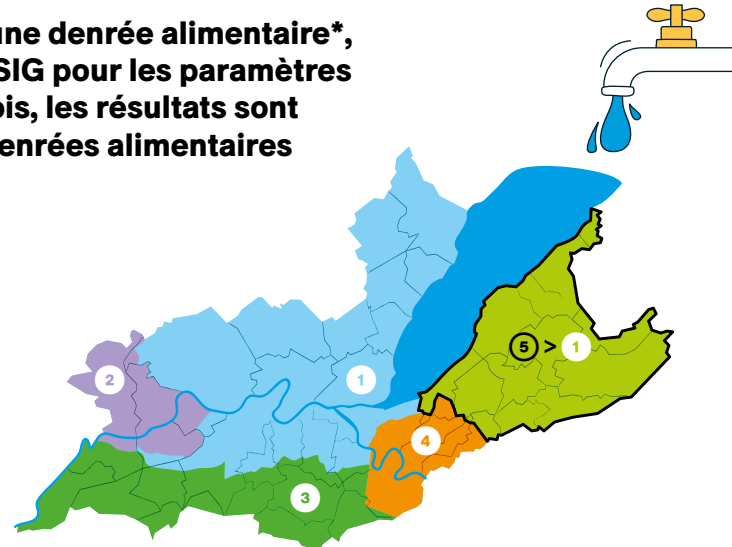 une denrée alimentaire*,
SIG pour les paramètres
ois, les résultats sont
enrées alimentaires
5 > 1
1
2
4
3